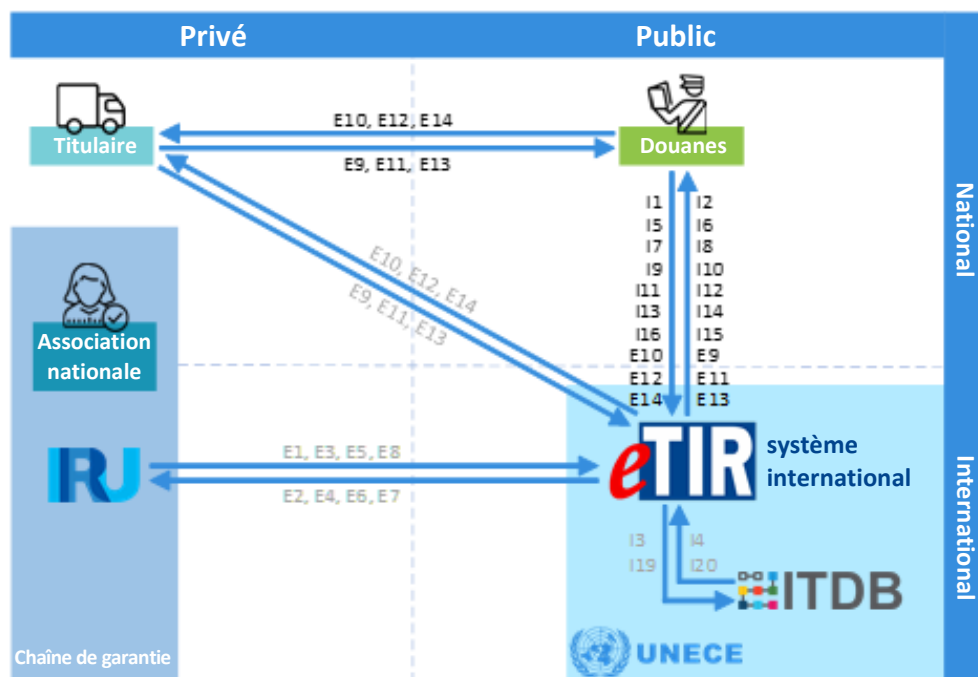 Privé
Public
National
International
Titulaire
Douanes
E10, E12, E14
E9, E11, E13
E10, E12, E14
E9, E11, E13
I1
I5
I7
I9
I11
I13
I16
E10
E12
E14
I2
I6
I8
I10
I12
I14
I15
E9
E11
E13
Association
nationale
IRU
E1, E3, E5, E8
E2, E4, E6, E7
eTIR
système
international
I3
I19
I4
I20
ITDB
Chaîne de garantie
UNECE